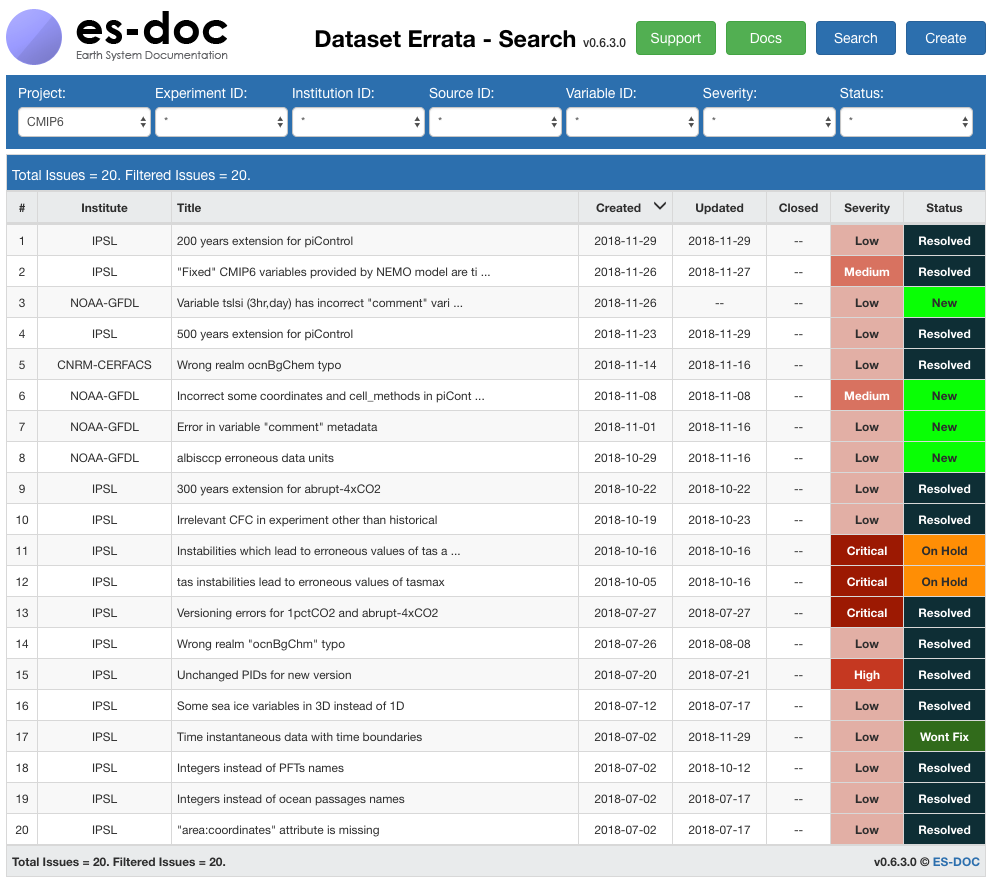 es-doc
Earth System Documentation
Dataset Errata - Search v0.6.3.0
Support
Docs
Search
Create
Project: Experiment ID: Institution ID: Source ID: Variable ID: Severity: Status:
CMIP6 * * * * * *
Total Issues = 20. Filtered Issues = 20.
# Institute Title Created Updated Closed Severity Status
1 IPSL 200 years extension for piControl 2018-11-29 2018-11-29 -- Low Resolved
2 IPSL "Fixed" CMIP6 variables provided by NEMO model are ti ... 2018-11-26 2018-11-27 -- Medium Resolved
3 NOAA-GFDL Variable tslsi (3hr,day) has incorrect "comment" vari ... 2018-11-26 -- -- Low New
4 IPSL 500 years extension for piControl 2018-11-23 2018-11-29 -- Low Resolved
5 CNRM-CERFACS Wrong realm ocnBgChem typo 2018-11-14 2018-11-16 -- Low Resolved
6 NOAA-GFDL Incorrect some coordinates and cell_methods in piCont ... 2018-11-08 2018-11-08 -- Medium New
7 NOAA-GFDL Error in variable "comment" metadata 2018-11-01 2018-11-16 -- Low New
8 NOAA-GFDL albisccp erroneous data units 2018-10-29 2018-11-16 -- Low New
9 IPSL 300 years extension for abrupt-4xCO2 2018-10-22 2018-10-22 -- Low Resolved
10 IPSL Irrelevant CFC in experiment other than historical 2018-10-19 2018-10-23 -- Low Resolved
11 IPSL Instabilities which lead to erroneous values of tas a ... 2018-10-16 2018-10-16 -- Critical On Hold
12 IPSL tas instabilities lead to erroneous values of tasmax 2018-10-05 2018-10-16 -- Critical On Hold
13 IPSL Versioning errors for 1pctCO2 and abrupt-4xCO2 2018-07-27 2018-07-27 -- Critical Resolved
14 IPSL Wrong realm "ocnBgChm" typo 2018-07-26 2018-08-08 -- Low Resolved
15 IPSL Unchanged PIDs for new version 2018-07-20 2018-07-21 -- High Resolved
16 IPSL Some sea ice variables in 3D instead of 1D 2018-07-12 2018-07-17 -- Low Resolved
17 IPSL Time instantaneous data with time boundaries 2018-07-02 2018-11-29 -- Low Wont Fix
18 IPSL Integers instead of PFTs names 2018-07-02 2018-10-12 -- Low Resolved
19 IPSL Integers instead of ocean passages names 2018-07-02 2018-07-17 -- Low Resolved
20 IPSL "area:coordinates" attribute is missing 2018-07-02 2018-07-17 -- Low Resolved
Total Issues = 20. Filtered Issues = 20. v0.6.3.0 © ES-DOC